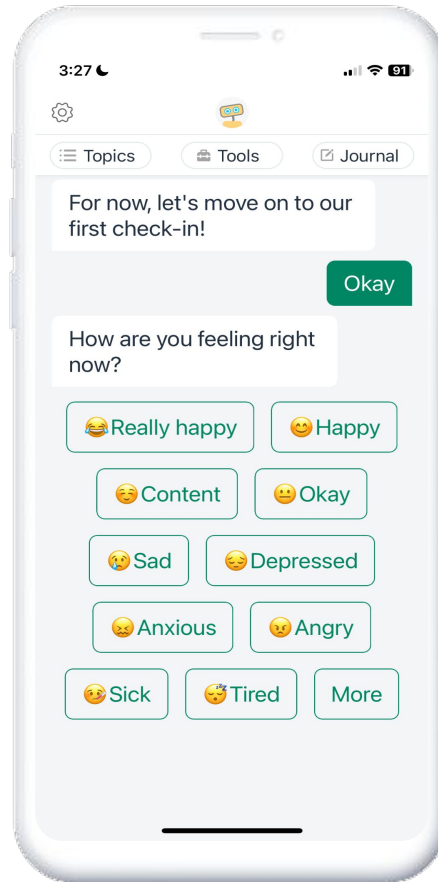 3:27
91
Topics
Tools
Journal
For now, let's move on to our
first check-in!
Okay
How are you feeling right
now?
Really happy
Happy
Content
Okay
Sad
Depressed
Anxious
Angry
Sick
Tired
More